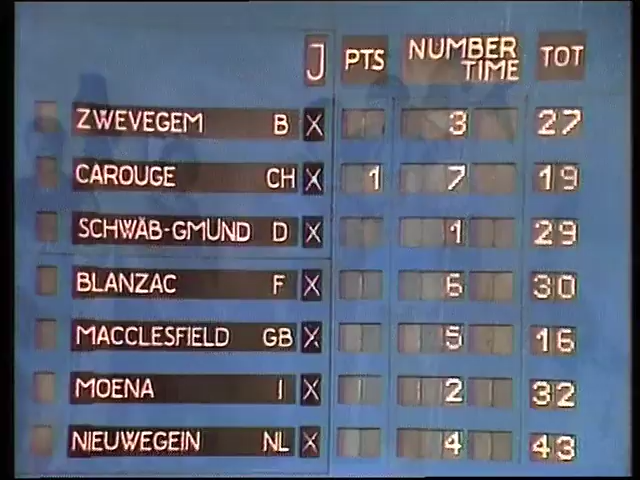 J PTS NUMBER TIME TOT
ZWEVEGEM B X 3 27
CAROUGE CH X 1 7 19
SCHWÄB-GMÜND D X 1 29
BLANZAC F X 6 30
MACCLESFIELD GB X 5 16
MOENA I X 2 32
NIEUWEGEIN NL X 4 43